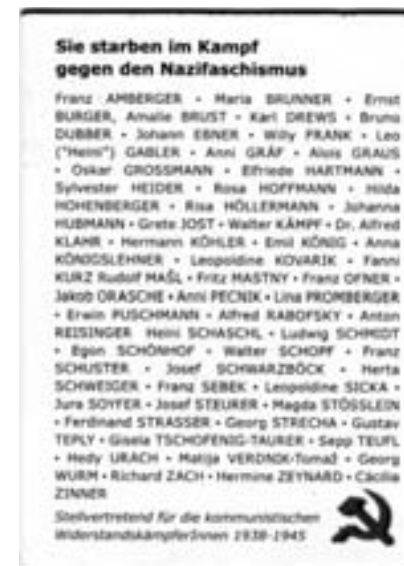 Sie starben im Kampf
gegen den Nazifaschismus
Franz AMBERGER • Maria BRUNNER • Ernst
BURGER, Amalie BRUST • Karl DREWS • Bruno
DUBBER • Johann EBNER • Willy FRANK • Leo
("Heini") GABLER • Anni GRÄF • Alois GRAUS
• Oskar GROSSMANN • Elfriede HARTMANN •
Sylvester HEIDER • Rosa HOFFMANN • Hilda
HOHENBERGER • Risa HÖLLERMANN • Johanna
HUBMANN • Grete JOST • Walter KÄMPF • Dr. Alfred
KLAHR • Hermann KÖHLER • Emil KÖNIG • Anna
KÖNIGSLEHNER • Leopoldine KOVARIK • Fanni
KURZ Rudolf MAŠL • Fritz MASTNY • Franz OFNER •
Jakob ORASCHE • Anni PECNIK • Lina PROMBERGER
• Erwin PUSCHMANN • Alfred RABOFSKY • Anton
REISINGER Heini SCHASCHL • Ludwig SCHMIDT
• Egon SCHÖNHOF • Walter SCHOPF • Franz
SCHUSTER • Josef SCHWARZBÖCK • Herta
SCHWEIGER • Franz SEBEK • Leopoldine SICKA •
Jura SOYFER • Josef STEURER • Magda STÖSSLEIN
• Ferdinand STRASSER • Georg STRECHA • Gustav
TEPLY • Gisela TSCHOFENIG-TAURER • Sepp TEUFL
• Hedy URACH • Matija VERDNIK-Tomaž • Georg
WURM • Richard ZACH • Hermine ZEYNARD • Cäcilia
ZINNER
Stellvertretend für die kommunistischen
WiderstandskämpferInnen 1938-1945